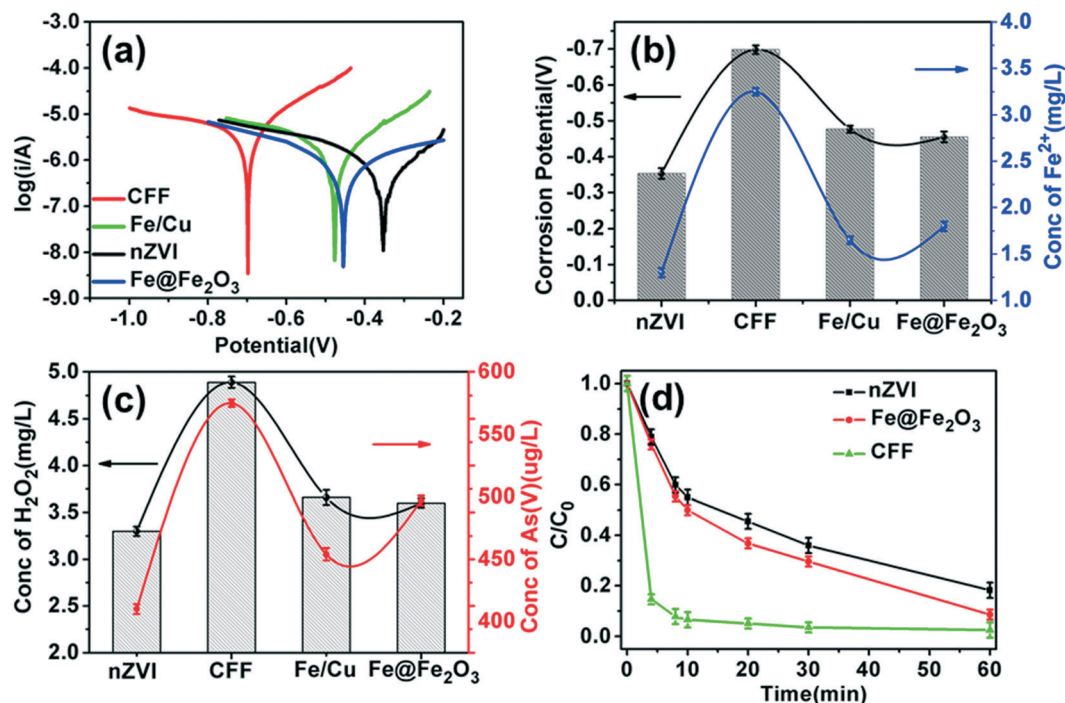 (a)
-3.0
-4.0
-5.0
-6.0
-7.0
-8.0
-9.0
log(i/A)
CFF
Fe/Cu
nZVI
Fe@Fe₂O₃
-1.0 -0.8 -0.6 -0.4 -0.2
Potential(V)
(b)
-0.7
-0.6
-0.5
-0.4
-0.3
-0.2
-0.1
0.0
Corrosion Potential(V)
4.0
3.5
3.0
2.5
2.0
1.5
1.0
Conc of Fe²⁺(mg/L)
nZVI CFF Fe/Cu Fe@Fe₂O₃
(c)
5.0
4.5
4.0
3.5
3.0
2.5
2.0
Conc of H₂O₂(mg/L)
600
550
500
450
400
Conc of As(V)(ug/L)
nZVI CFF Fe/Cu Fe@Fe₂O₃
(d)
1.0
0.8
0.6
0.4
0.2
0.0
C/C₀
nZVI
Fe@Fe₂O₃
CFF
0 10 20 30 40 50 60
Time(min)